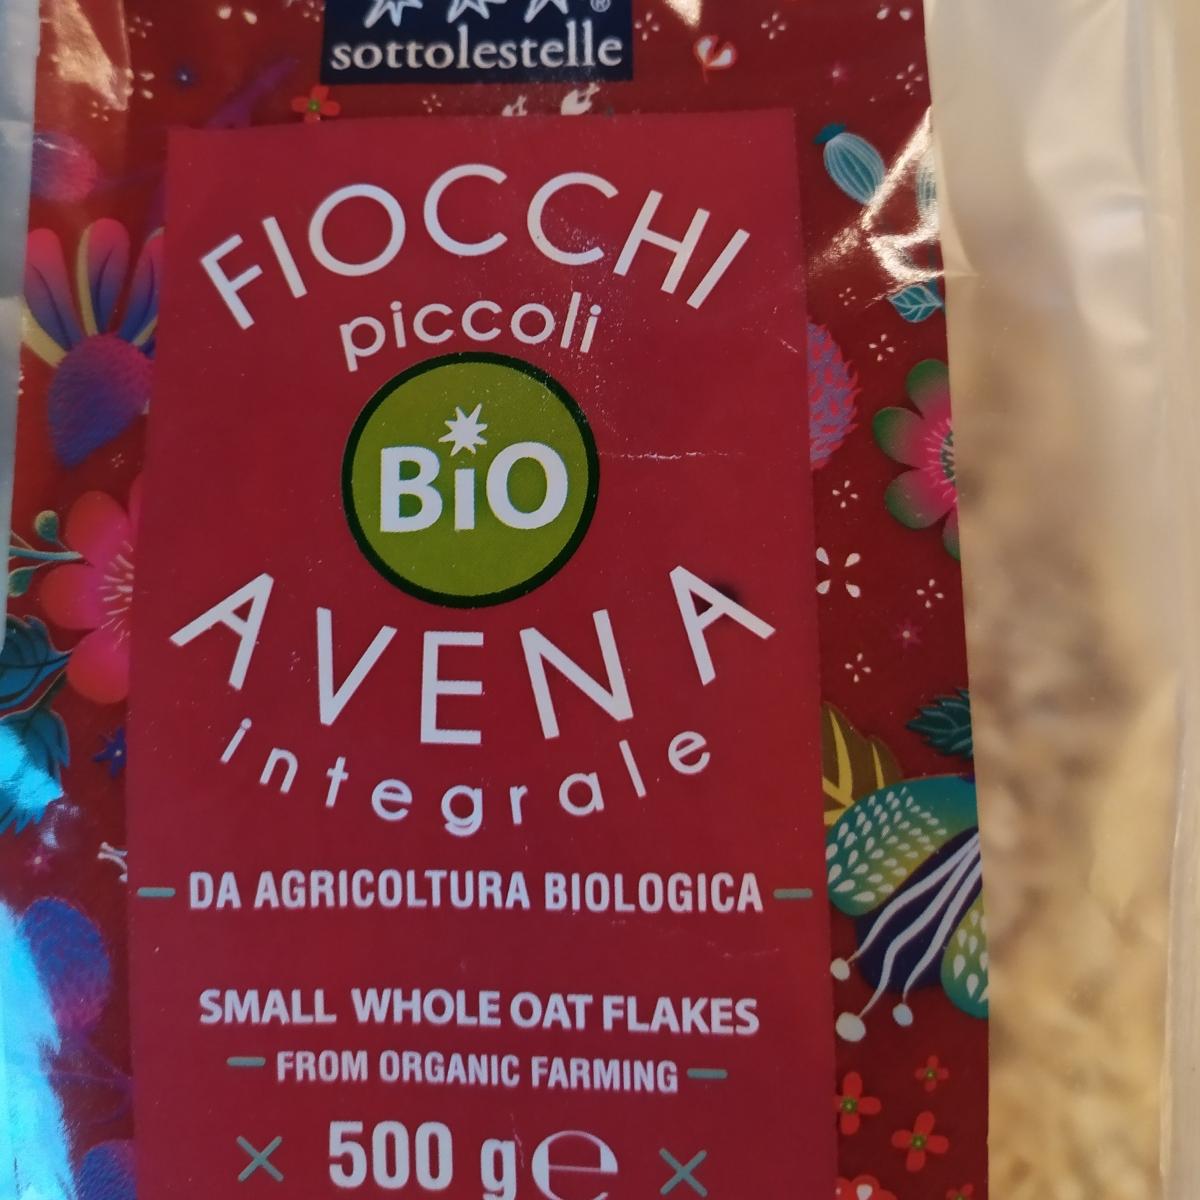 sottolestelle
FIOCCHI
piccoli
BiO
AVENA
integrale
DA AGRICOLTURA BIOLOGICA
SMALL WHOLE OAT FLAKES
FROM ORGANIC FARMING
500 g ℮